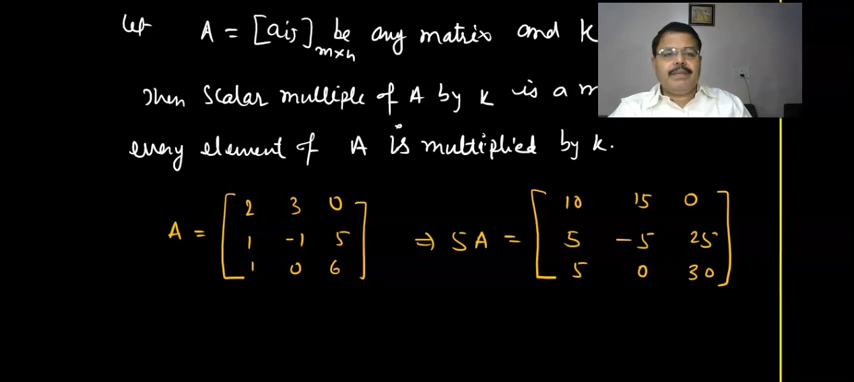 Let A = [aij]m×n be any matrix and K
Then Scalar multiple of A by K is a m
every element of A is multiplied by k.
A = [2 3 0 ⇒ 5A = [10 15 0
1 -1 5 5 -5 25
1 0 6] 5 0 30]